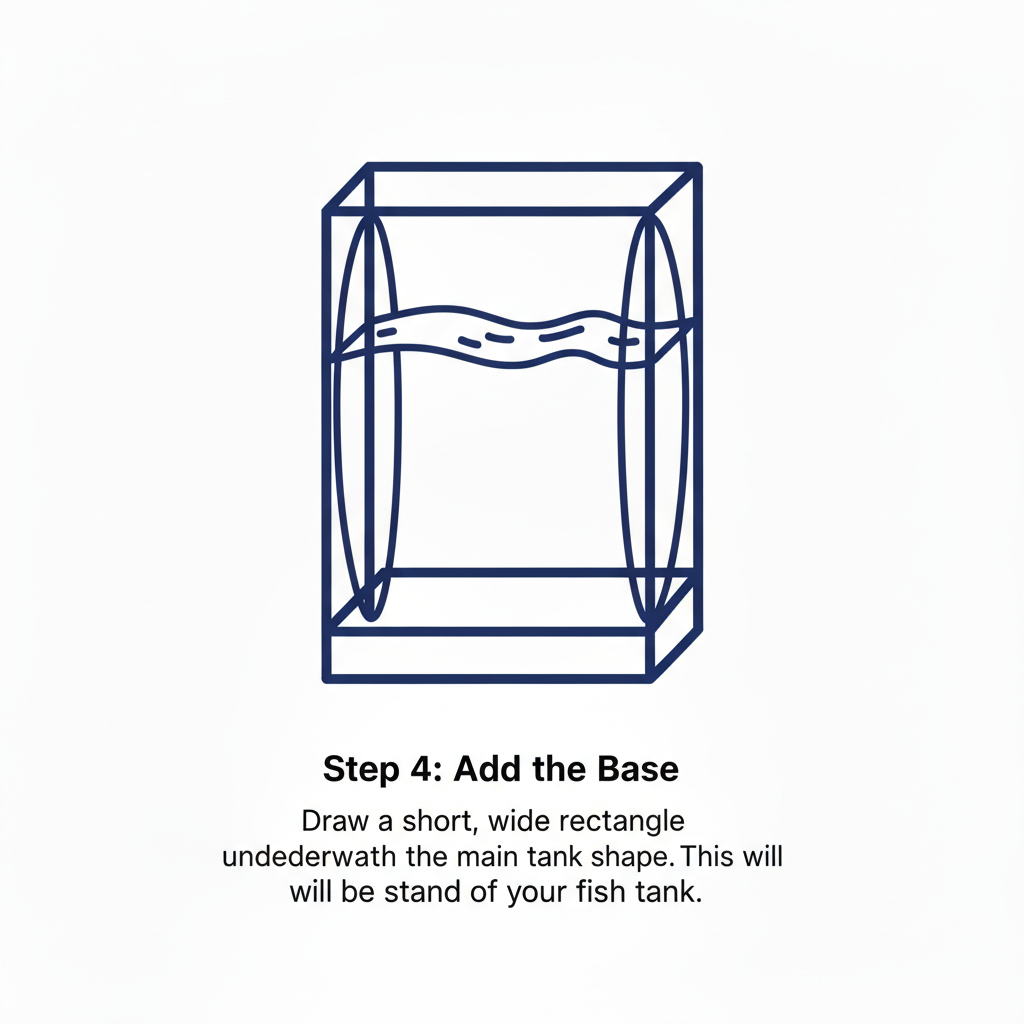 Step 4: Add the Base
Draw a short, wide rectangle
undederwath the main tank shape. This will
will be stand of your fish tank.